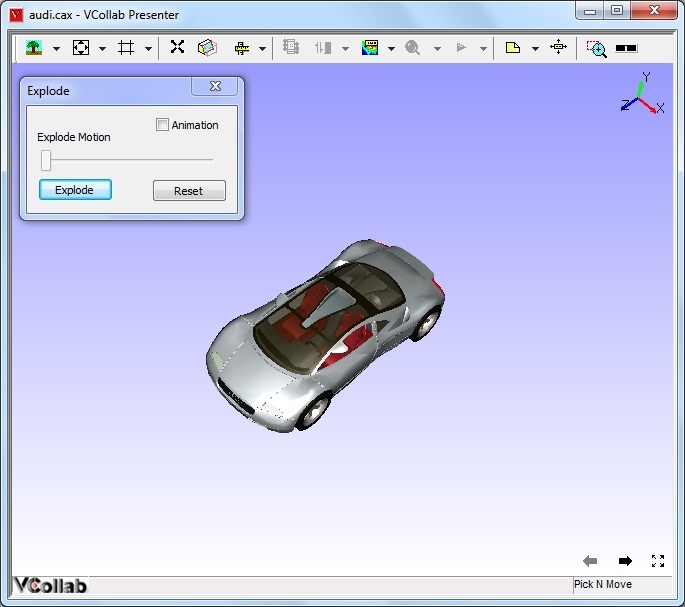 audi.cax - VCollab Presenter
Explode
Animation
Explode Motion
Explode
Reset
Y
Z
X
VCollab
Pick N Move